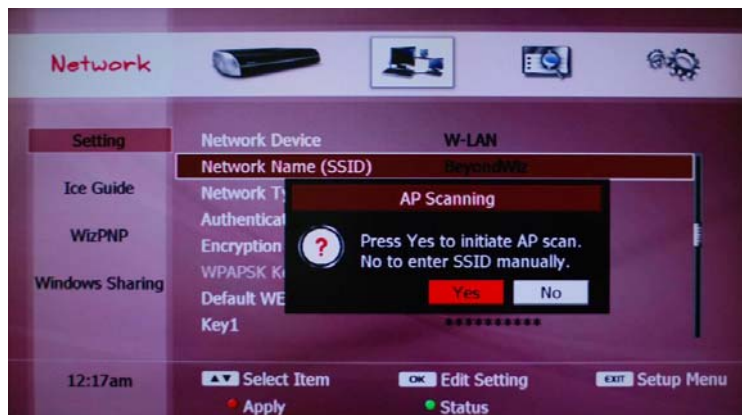 Network
Setting
Ice Guide
WizPNP
Windows Sharing
12:17am
Network Device W-LAN
Network Name (SSID) BeyondWiz
Network Ty
Authenticat
Encryption
WPAPSK Ke
Default WE
Key1 **********
AP Scanning
? Press Yes to initiate AP scan.
No to enter SSID manually.
Yes No
▲▼ Select Item OK Edit Setting EXIT Setup Menu
Apply Status